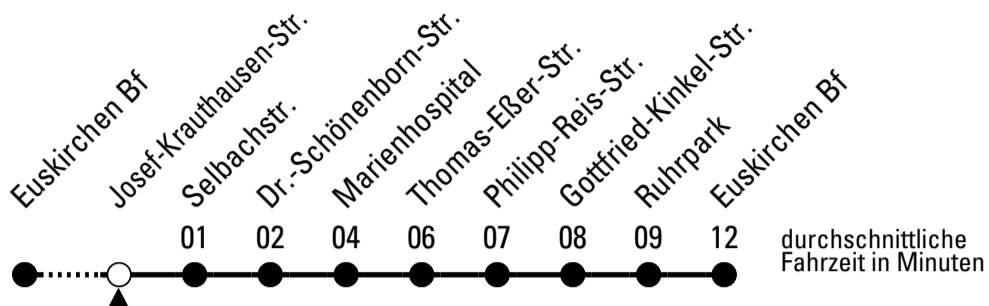 Euskirchen Bf
Josef-Krauthausen-Str.
Selbachstr.
Dr.-Schönenborn-Str.
Marienhospital
Thomas-Eßer-Str.
Philipp-Reis-Str.
Gottfried-Kinkel-Str.
Ruhrpark
Euskirchen Bf
01 02 04 06 07 08 09 12
durchschnittliche
Fahrzeit in Minuten